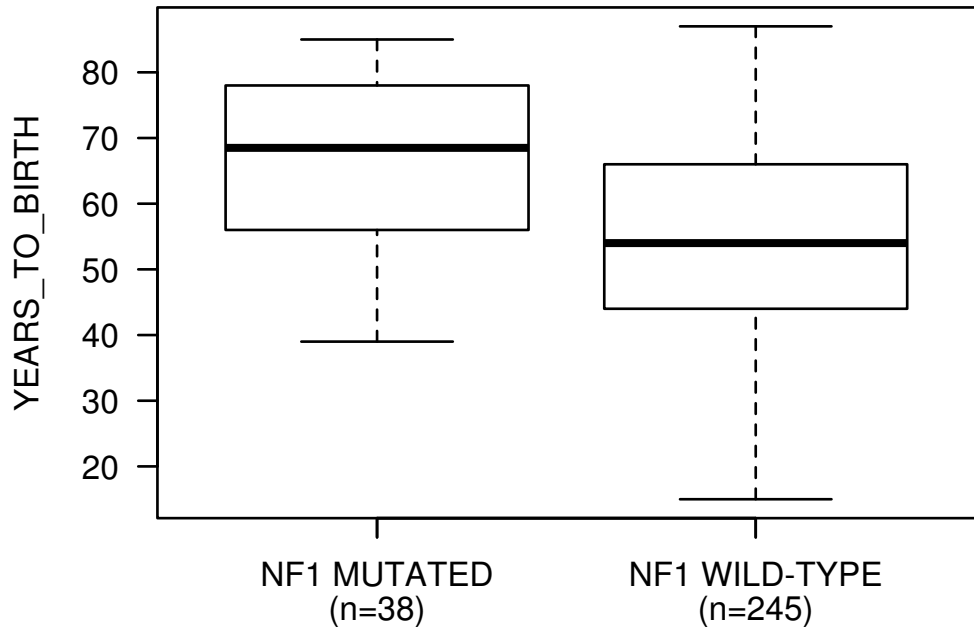 YEARS_TO_BIRTH
80
70
60
50
40
30
20
NF1 MUTATED
(n=38)
NF1 WILD-TYPE
(n=245)